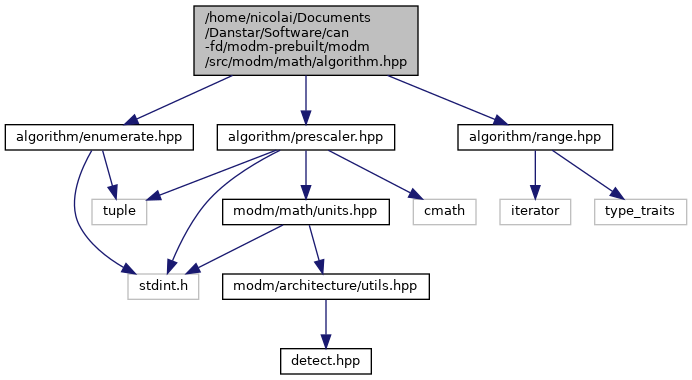 /home/nicolai/Documents
/Danstar/Software/can
-fd/modm-prebuilt/modm
/src/modm/math/algorithm.hpp
algorithm/enumerate.hpp
algorithm/prescaler.hpp
algorithm/range.hpp
tuple
modm/math/units.hpp
cmath
iterator
type_traits
stdint.h
modm/architecture/utils.hpp
detect.hpp